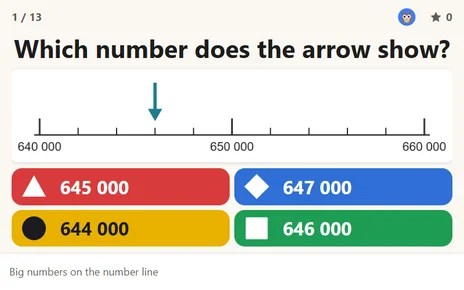 1 / 13
0
Which number does the arrow show?
640 000 650 000 660 000
645 000
647 000
644 000
646 000
Big numbers on the number line